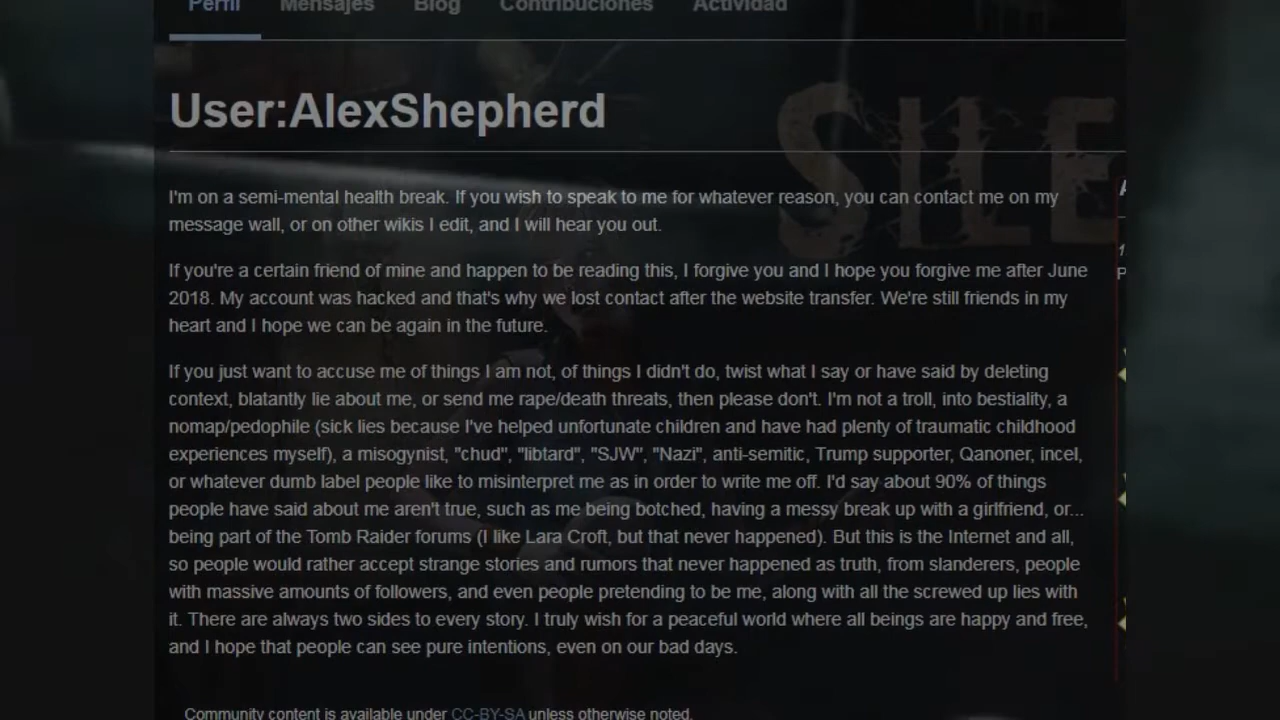 Perfil Mensajes Blog Contribuciones Actividad
User:AlexShepherd
SILE
I'm on a semi-mental health break. If you wish to speak to me for whatever reason, you can contact me on my
message wall, or on other wikis I edit, and I will hear you out.
If you're a certain friend of mine and happen to be reading this, I forgive you and I hope you forgive me after June
2018. My account was hacked and that's why we lost contact after the website transfer. We're still friends in my
heart and I hope we can be again in the future.
If you just want to accuse me of things I am not, of things I didn't do, twist what I say or have said by deleting
context, blatantly lie about me, or send me rape/death threats, then please don't. I'm not a troll, into bestiality, a
nomap/pedophile (sick lies because I've helped unfortunate children and have had plenty of traumatic childhood
experiences myself), a misogynist, "chud", "libtard", "SJW", "Nazi", anti-semitic, Trump supporter, Qanoner, incel,
or whatever dumb label people like to misinterpret me as in order to write me off. I'd say about 90% of things
people have said about me aren't true, such as me being botched, having a messy break up with a girlfriend, or...
being part of the Tomb Raider forums (I like Lara Croft, but that never happened). But this is the Internet and all,
so people would rather accept strange stories and rumors that never happened as truth, from slanderers, people
with massive amounts of followers, and even people pretending to be me, along with all the screwed up lies with
it. There are always two sides to every story. I truly wish for a peaceful world where all beings are happy and free,
and I hope that people can see pure intentions, even on our bad days.
Community content is available under CC-BY-SA unless otherwise noted.